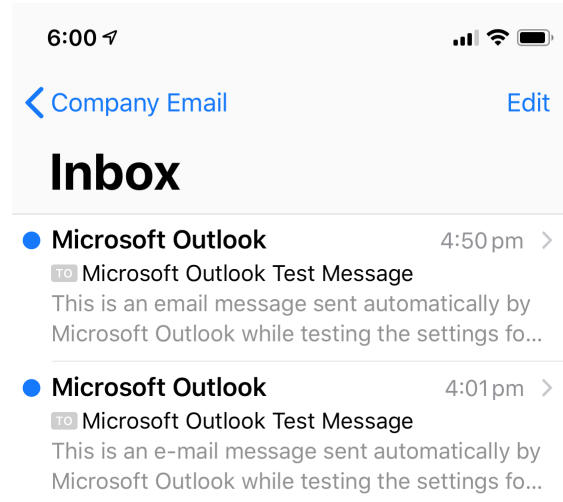 6:00
Company Email Edit
Inbox
Microsoft Outlook 4:50 pm
TO Microsoft Outlook Test Message
This is an email message sent automatically by
Microsoft Outlook while testing the settings fo...
Microsoft Outlook 4:01 pm
TO Microsoft Outlook Test Message
This is an e-mail message sent automatically by
Microsoft Outlook while testing the settings fo...